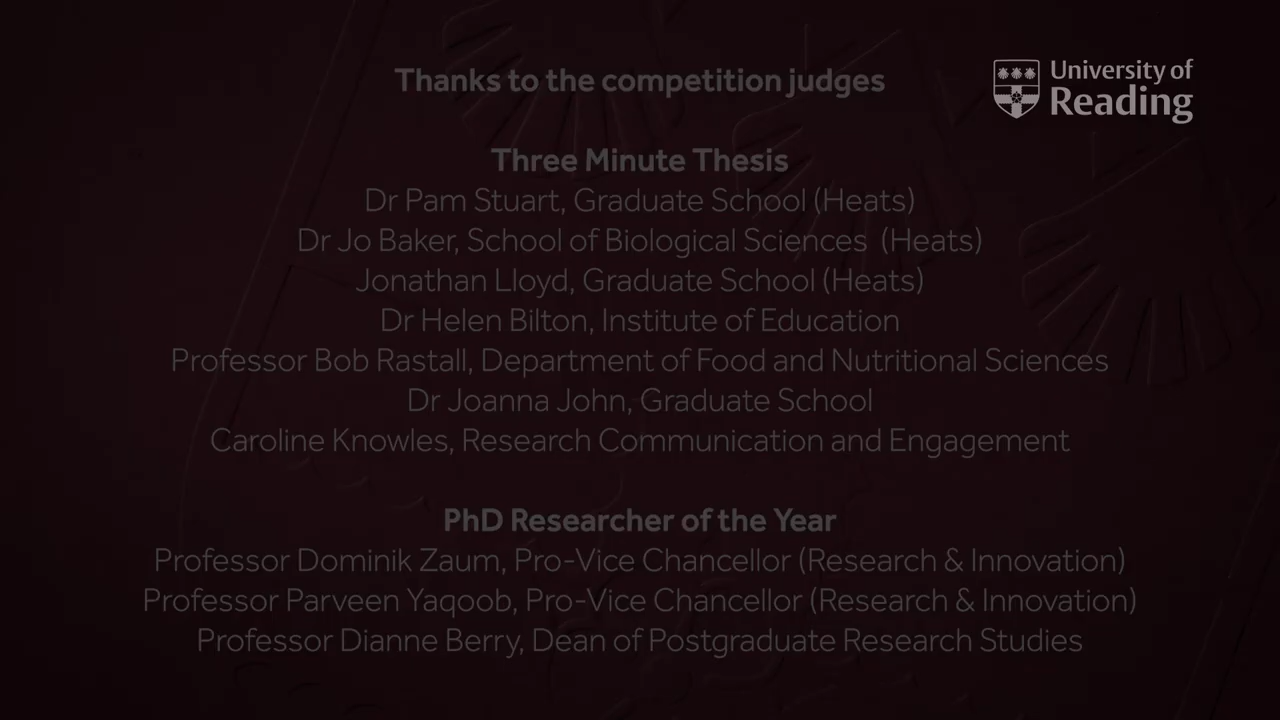 Thanks to the competition judges
University of
Reading
Three Minute Thesis
Dr Pam Stuart, Graduate School (Heats)
Dr Jo Baker, School of Biological Sciences  (Heats)
Jonathan Lloyd, Graduate School (Heats)
Dr Helen Bilton, Institute of Education
Professor Bob Rastall, Department of Food and Nutritional Sciences
Dr Joanna John, Graduate School
Caroline Knowles, Research Communication and Engagement
PhD Researcher of the Year
Professor Dominik Zaum, Pro-Vice Chancellor (Research & Innovation)
Professor Parveen Yaqoob, Pro-Vice Chancellor (Research & Innovation)
Professor Dianne Berry, Dean of Postgraduate Research Studies